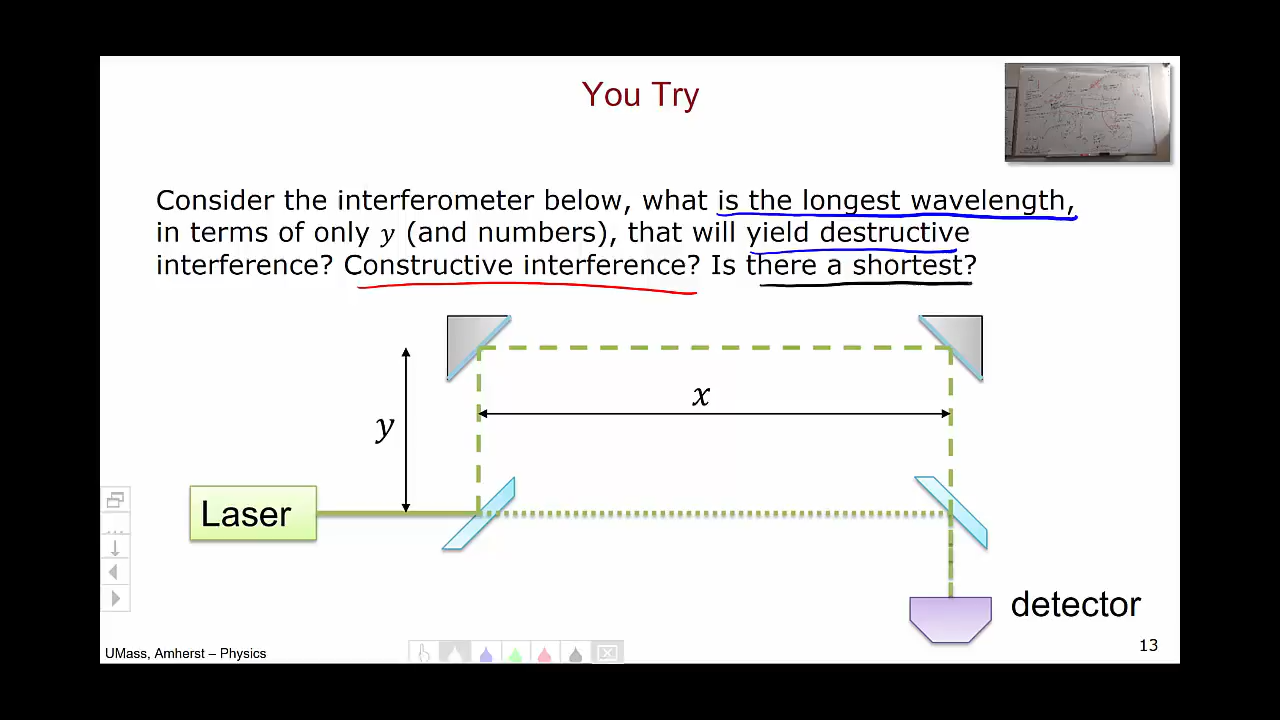 You Try
Consider the interferometer below, what is the longest wavelength,
in terms of only y (and numbers), that will yield destructive
interference? Constructive interference? Is there a shortest?
x
y
Laser
detector
UMass, Amherst – Physics
13